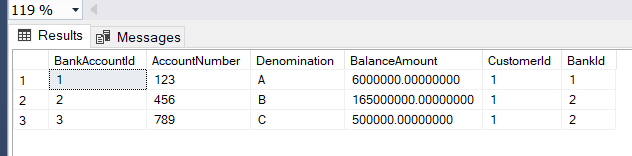 119 %
Results Messages
BankAccountId AccountNumber Denomination BalanceAmount CustomerId BankId
1 1 123 A 6000000.00000000 1 1
2 2 456 B 165000000.00000000 1 2
3 3 789 C 500000.00000000 1 2